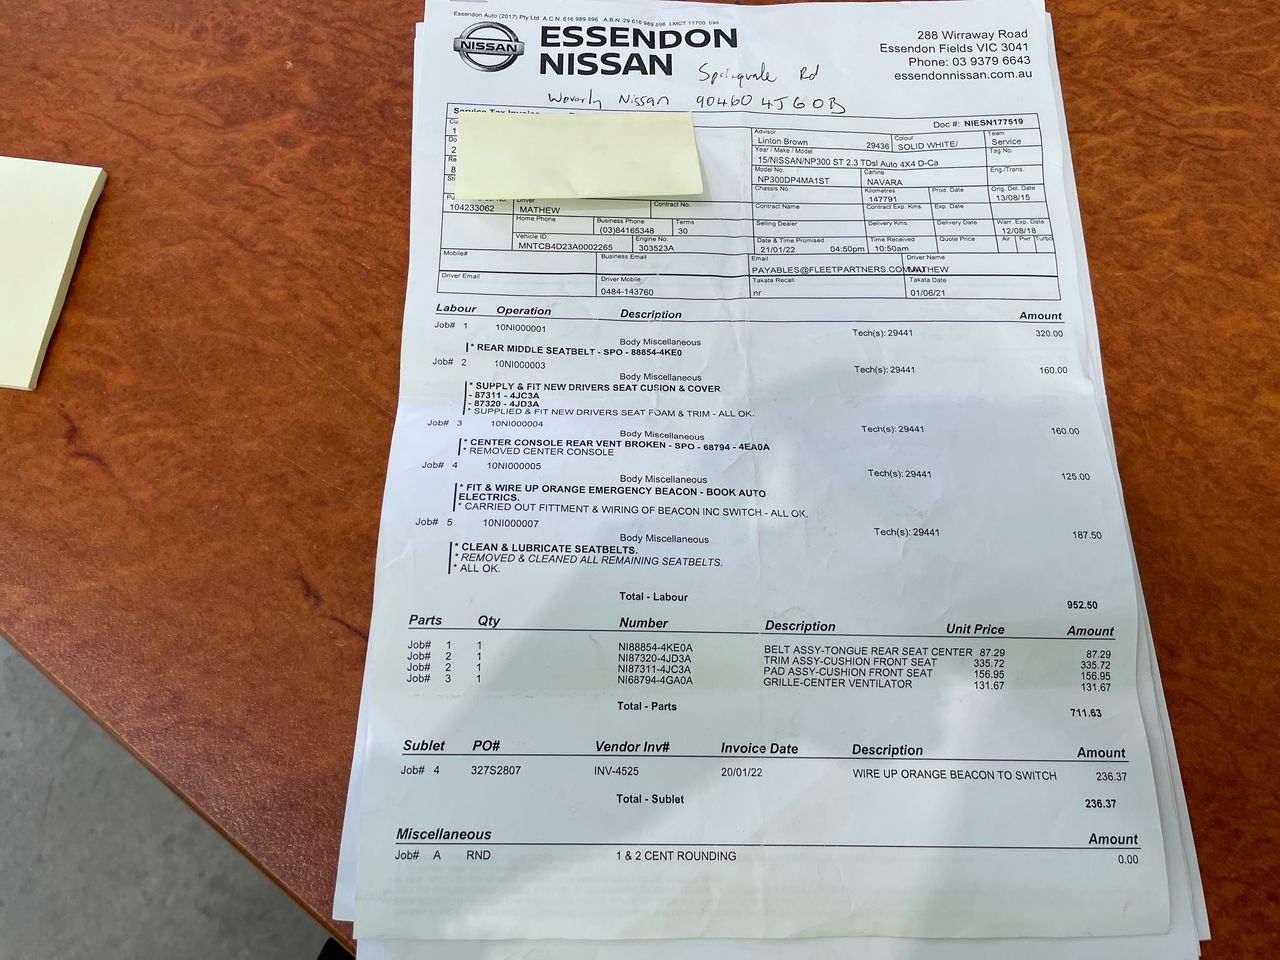 Essendon Auto (2017) Pty Ltd A.C.N. 616 989 596 A.B.N. 29 616 989 596 LMCT 11700 t/as
NISSAN
ESSENDON
NISSAN
288 Wirraway Road
Essendon Fields VIC 3041
Phone: 03 9379 6643
essendonnissan.com.au
Springvale Rd
Waverly Nissan 90460 4JG0B
Service Tax Invoice
Doc #: NIESN177519
Advisor Colour Team
Linton Brown 29436 SOLID WHITE/ Service
Year / Make / Model Tag No.
15/NISSAN/NP300 ST 2.3 TDsl Auto 4X4 D-Ca
Model No. Carline Eng./Trans.
NP300DP4MA1ST NAVARA
Chassis No. Kilometres Prod. Date Orig. Del. Date
147791 13/08/15
Driver Contract No. Contract Name Contract Exp. Kms. Exp. Date
104233062 MATHEW
Home Phone Business Phone Terms Selling Dealer Delivery Kms. Delivery Date Warr. Exp. Date
(03)84165348 30 12/08/18
Vehicle ID. Engine No. Date & Time Promised Time Received Quote Price Air Pwr Turbo
MNTCB4D23A0002265 303523A 21/01/22 04:50pm 10:50am
Mobile# Business Email Email Driver Name
PAYABLES@FLEETPARTNERS.COM MATHEW
Driver Email Driver Mobile Takata Recall Takata Date
0484-143760 nr 01/06/21
Labour Operation Description Amount
Job# 1 10NI000001 Body Miscellaneous Tech(s): 29441 320.00
* REAR MIDDLE SEATBELT - SPO - 88854-4KE0
Job# 2 10NI000003 Body Miscellaneous Tech(s): 29441 160.00
* SUPPLY & FIT NEW DRIVERS SEAT CUSION & COVER
- 87311 - 4JC3A
- 87320 - 4JD3A
* SUPPLIED & FIT NEW DRIVERS SEAT FOAM & TRIM - ALL OK.
Job# 3 10NI000004 Body Miscellaneous Tech(s): 29441 160.00
* CENTER CONSOLE REAR VENT BROKEN - SPO - 68794 - 4EA0A
* REMOVED CENTER CONSOLE
Job# 4 10NI000005 Body Miscellaneous Tech(s): 29441 125.00
* FIT & WIRE UP ORANGE EMERGENCY BEACON - BOOK AUTO
ELECTRICS.
* CARRIED OUT FITTMENT & WIRING OF BEACON INC SWITCH - ALL OK.
Job# 5 10NI000007 Body Miscellaneous Tech(s): 29441 187.50
* CLEAN & LUBRICATE SEATBELTS.
* REMOVED & CLEANED ALL REMAINING SEATBELTS.
* ALL OK.
Total - Labour 952.50
Parts Qty Number Description Unit Price Amount
Job# 1 1 NI88854-4KE0A BELT ASSY-TONGUE REAR SEAT CENTER 87.29 87.29
Job# 2 1 NI87320-4JD3A TRIM ASSY-CUSHION FRONT SEAT 335.72 335.72
Job# 2 1 NI87311-4JC3A PAD ASSY-CUSHION FRONT SEAT 156.95 156.95
Job# 3 1 NI68794-4GA0A GRILLE-CENTER VENTILATOR 131.67 131.67
Total - Parts 711.63
Sublet PO# Vendor Inv# Invoice Date Description Amount
Job# 4 327S2807 INV-4525 20/01/22 WIRE UP ORANGE BEACON TO SWITCH 236.37
Total - Sublet 236.37
Miscellaneous Amount
Job# A RND 1 & 2 CENT ROUNDING 0.00